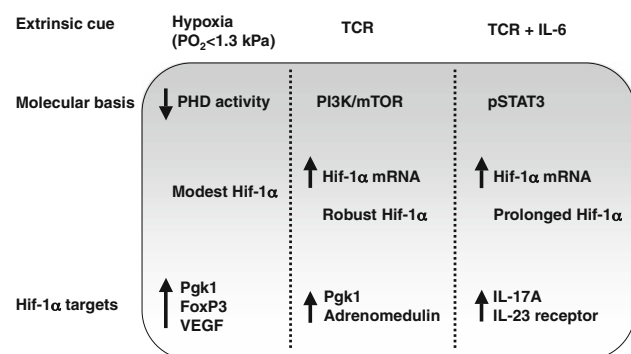 Extrinsic cue
Hypoxia
(PO₂<1.3 kPa)
TCR
TCR + IL-6
Molecular basis
PHD activity
PI3K/mTOR
pSTAT3
Modest Hif-1α
Hif-1α mRNA
Robust Hif-1α
Hif-1α mRNA
Prolonged Hif-1α
Hif-1α targets
Pgk1
FoxP3
VEGF
Pgk1
Adrenomedulin
IL-17A
IL-23 receptor